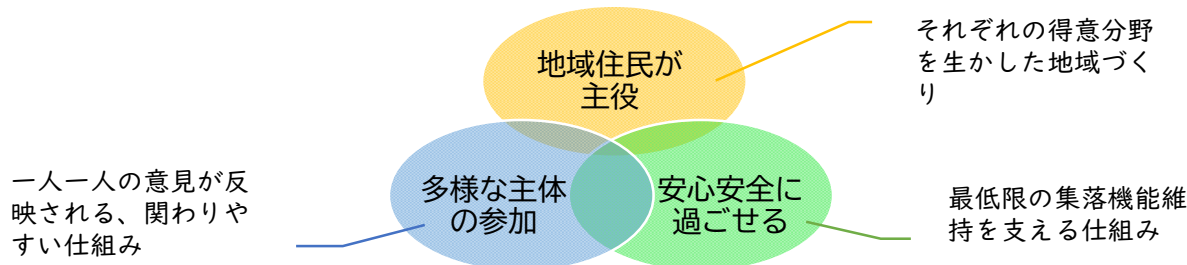 地域住民が
主役
それぞれの得意分野
を生かした地域づく
り
多様な主体
の参加
一人一人の意見が反
映される、関わりや
すい仕組み
安心安全に
過ごせる
最低限の集落機能維
持を支える仕組み